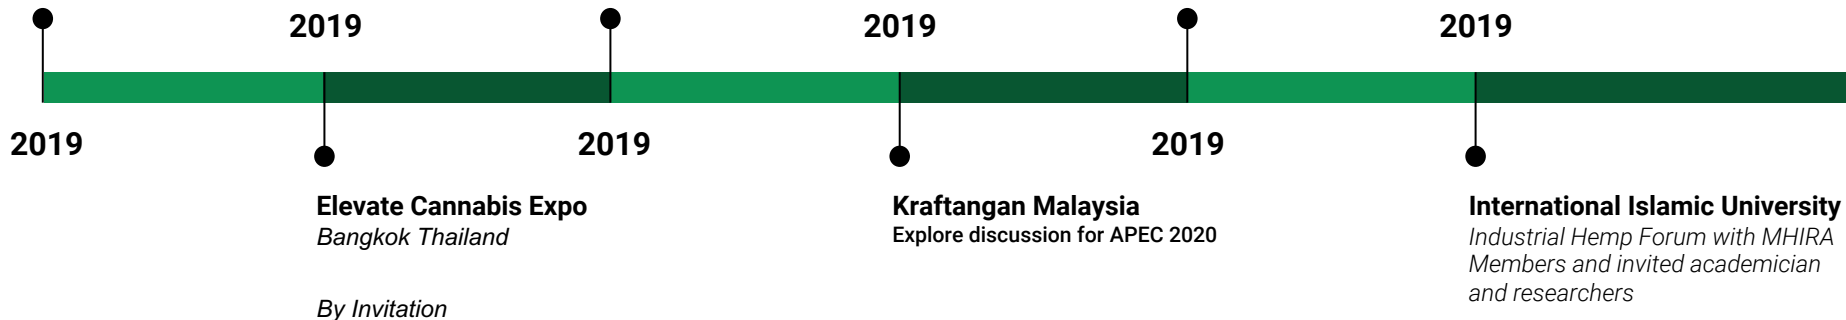 2019
2019
2019
2019
2019
2019
Elevate Cannabis Expo
Bangkok Thailand
By Invitation
Kraftangan Malaysia
Explore discussion for APEC 2020
International Islamic University
Industrial Hemp Forum with MHIRA
Members and invited academician
and researchers